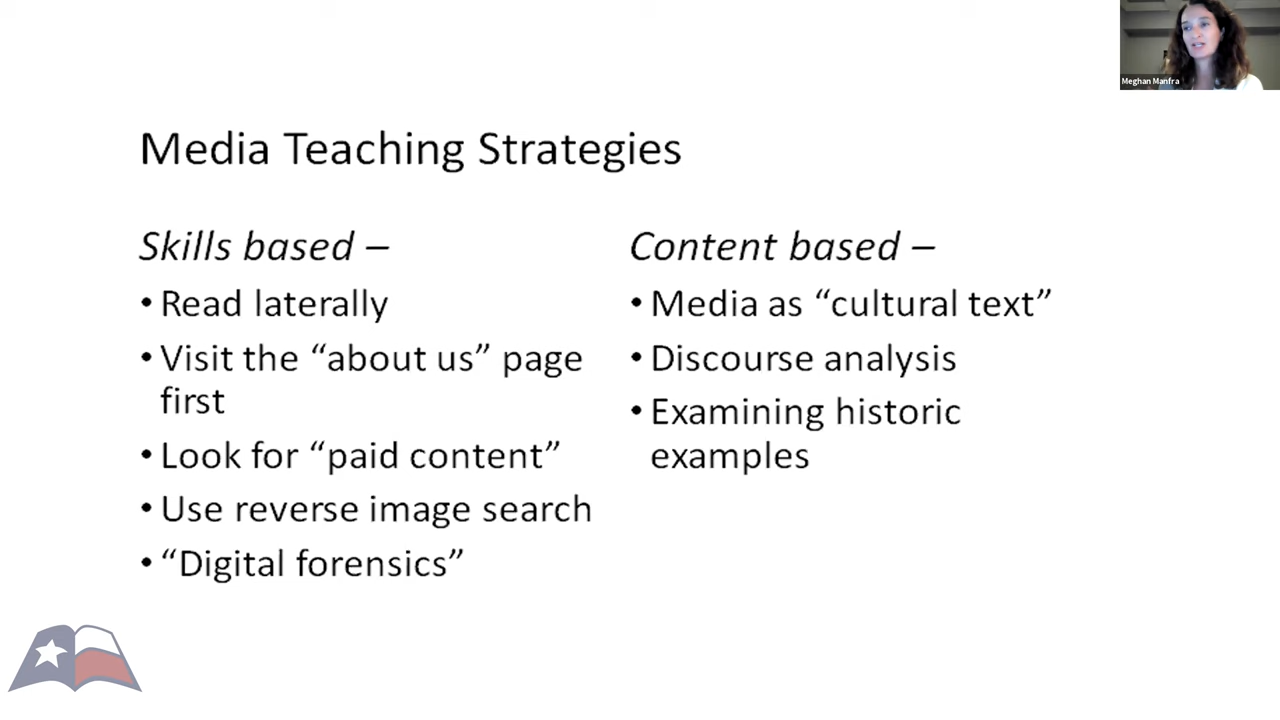 Meghan Manfra
Media Teaching Strategies
Skills based –
• Read laterally
• Visit the “about us” page
first
• Look for “paid content”
• Use reverse image search
• “Digital forensics”
Content based –
• Media as “cultural text”
• Discourse analysis
• Examining historic
examples